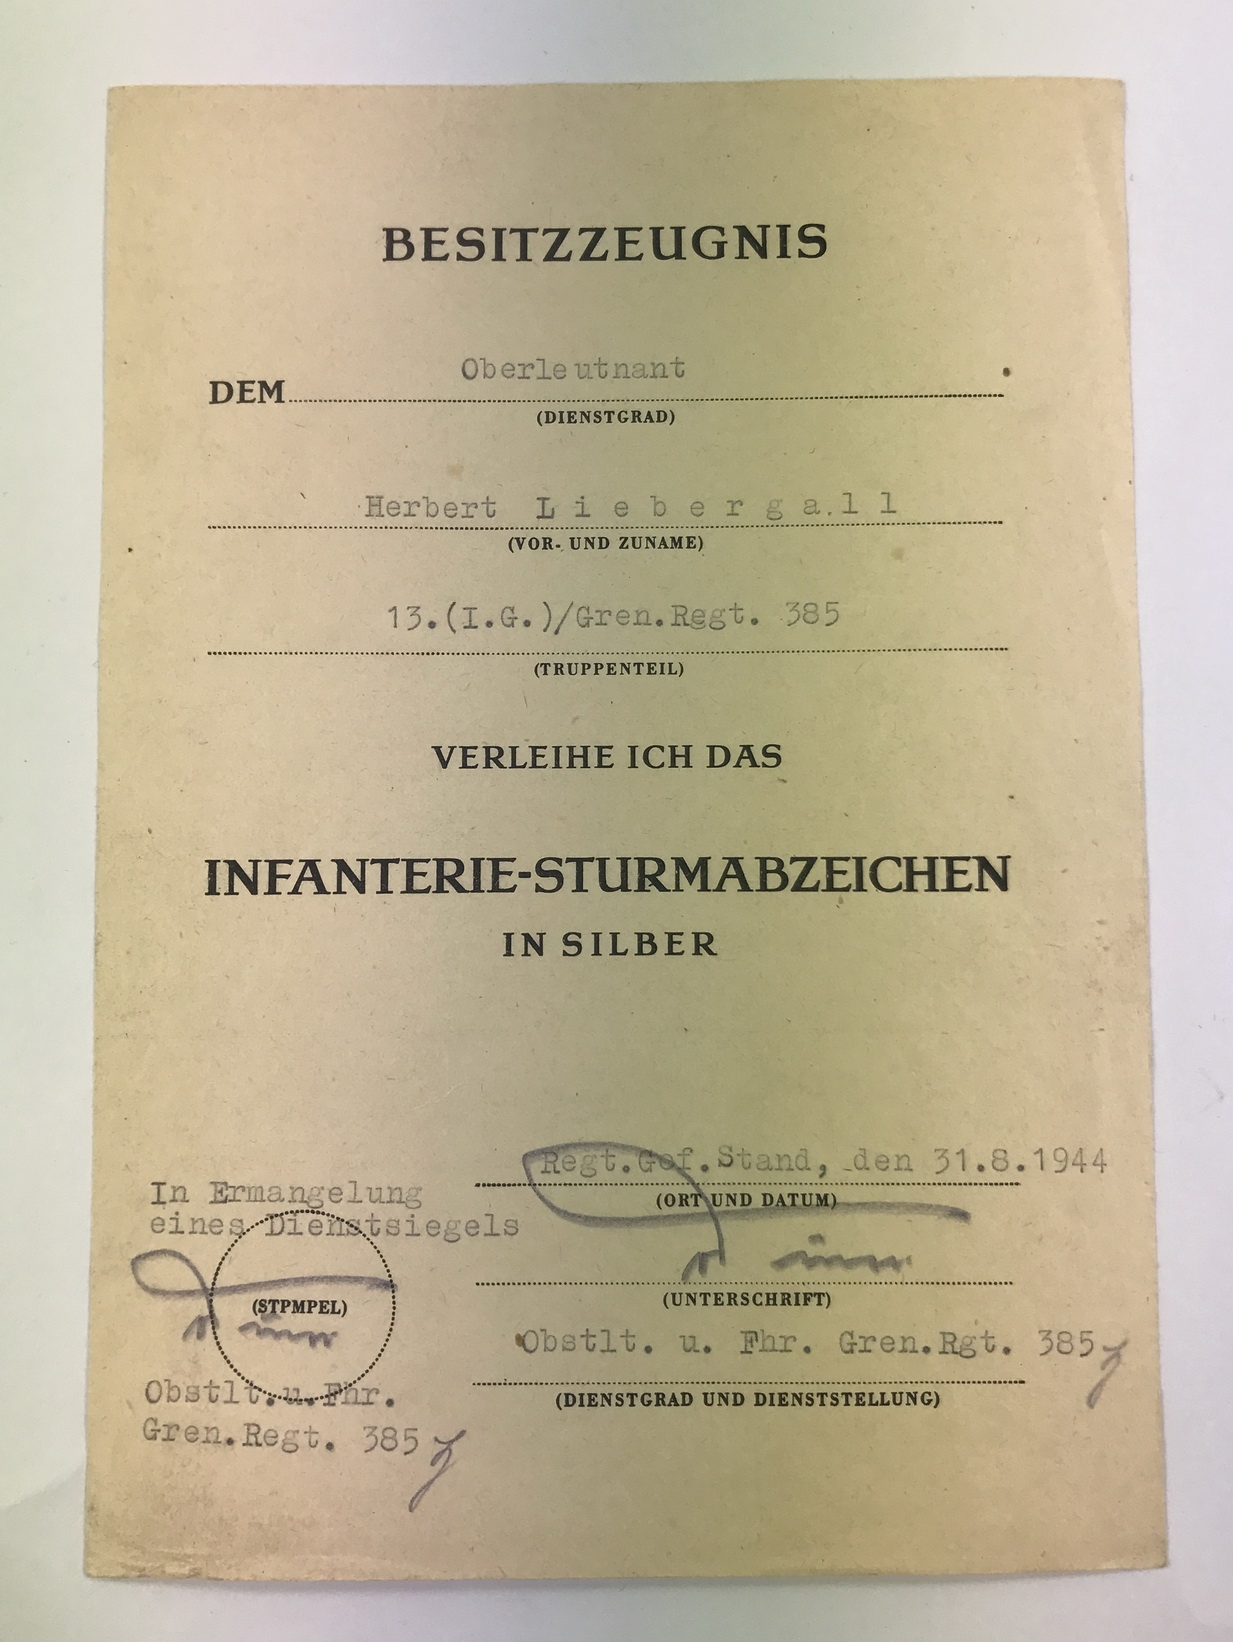 BESITZZEUGNIS
Oberleutnant
DEM
(DIENSTGRAD)
Herbert L i e b e r g a l l
(VOR- UND ZUNAME)
13.(I.G.)/Gren.Regt. 385
(TRUPPENTEIL)
VERLEIHE ICH DAS
INFANTERIE-STURMABZEICHEN
IN SILBER
Regt.Gef.Stand, den 31.8.1944
(ORT UND DATUM)
In Ermangelung
eines Dienstsiegels
(UNTERSCHRIFT)
(STPMPEL)
Obstlt. u. Fhr. Gren.Rgt. 385
(DIENSTGRAD UND DIENSTSTELLUNG)
Obstlt.u.Fhr.
Gren.Regt. 385